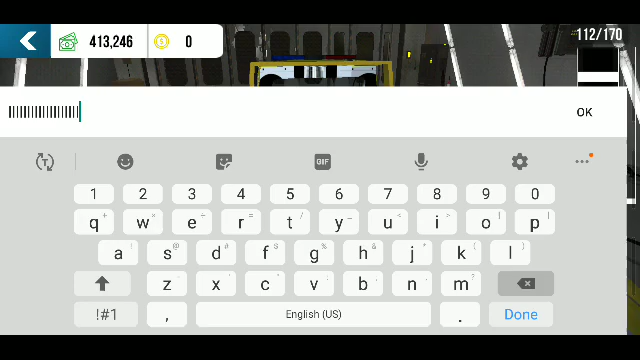 413,246
0
112/170
||||||||||||||||||||
OK
GIF
1 2 3 4 5 6 7 8 9 0
q w e r t y u i o p
a s d f g h j k l
z x c v b n m
!#1 , English (US) . Done